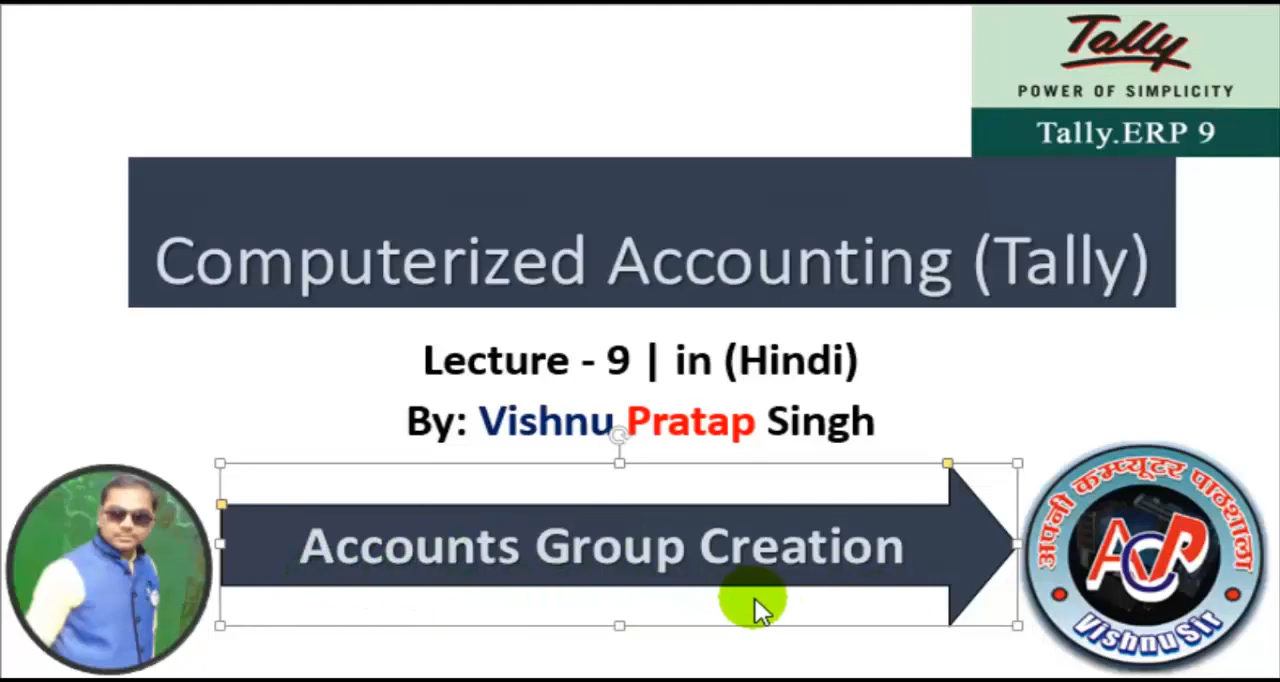 Tally
POWER OF SIMPLICITY
Tally.ERP 9
Computerized Accounting (Tally)
Lecture - 9 | in (Hindi)
By: Vishnu Pratap Singh
Accounts Group Creation
अपनी कम्प्यूटर पाठशाला
ACP
Vishnu Sir